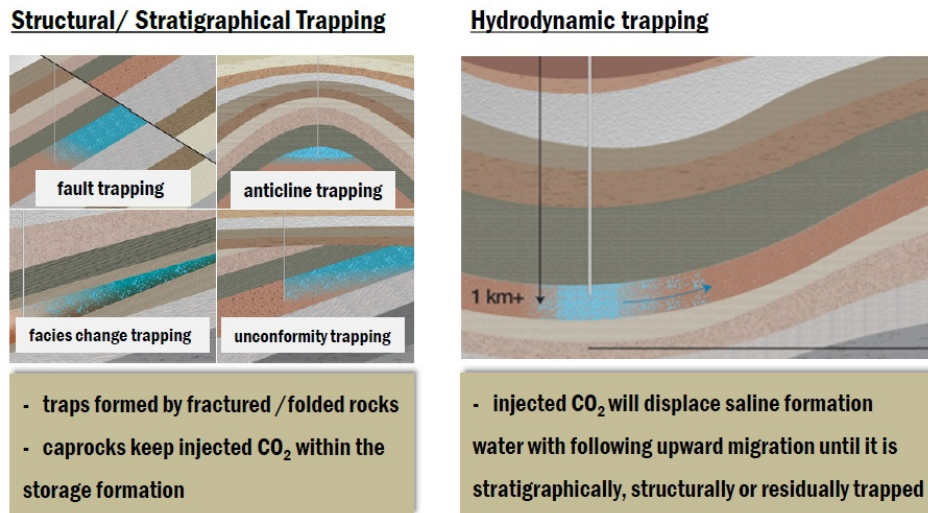 Structural/ Stratigraphical Trapping
fault trapping
anticline trapping
facies change trapping
unconformity trapping
- traps formed by fractured /folded rocks
- caprocks keep injected CO₂ within the
storage formation
Hydrodynamic trapping
1 km+
- injected CO₂ will displace saline formation
water with following upward migration until it is
stratigraphically, structurally or residually trapped